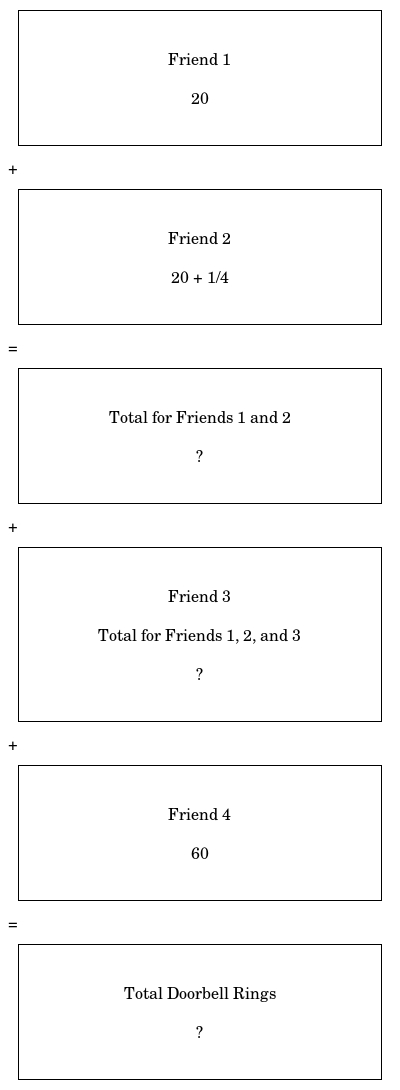 Friend 1
20
+
Friend 2
20 + 1/4
=
Total for Friends 1 and 2
?
+
Friend 3
Total for Friends 1, 2, and 3
?
+
Friend 4
60
=
Total Doorbell Rings
?